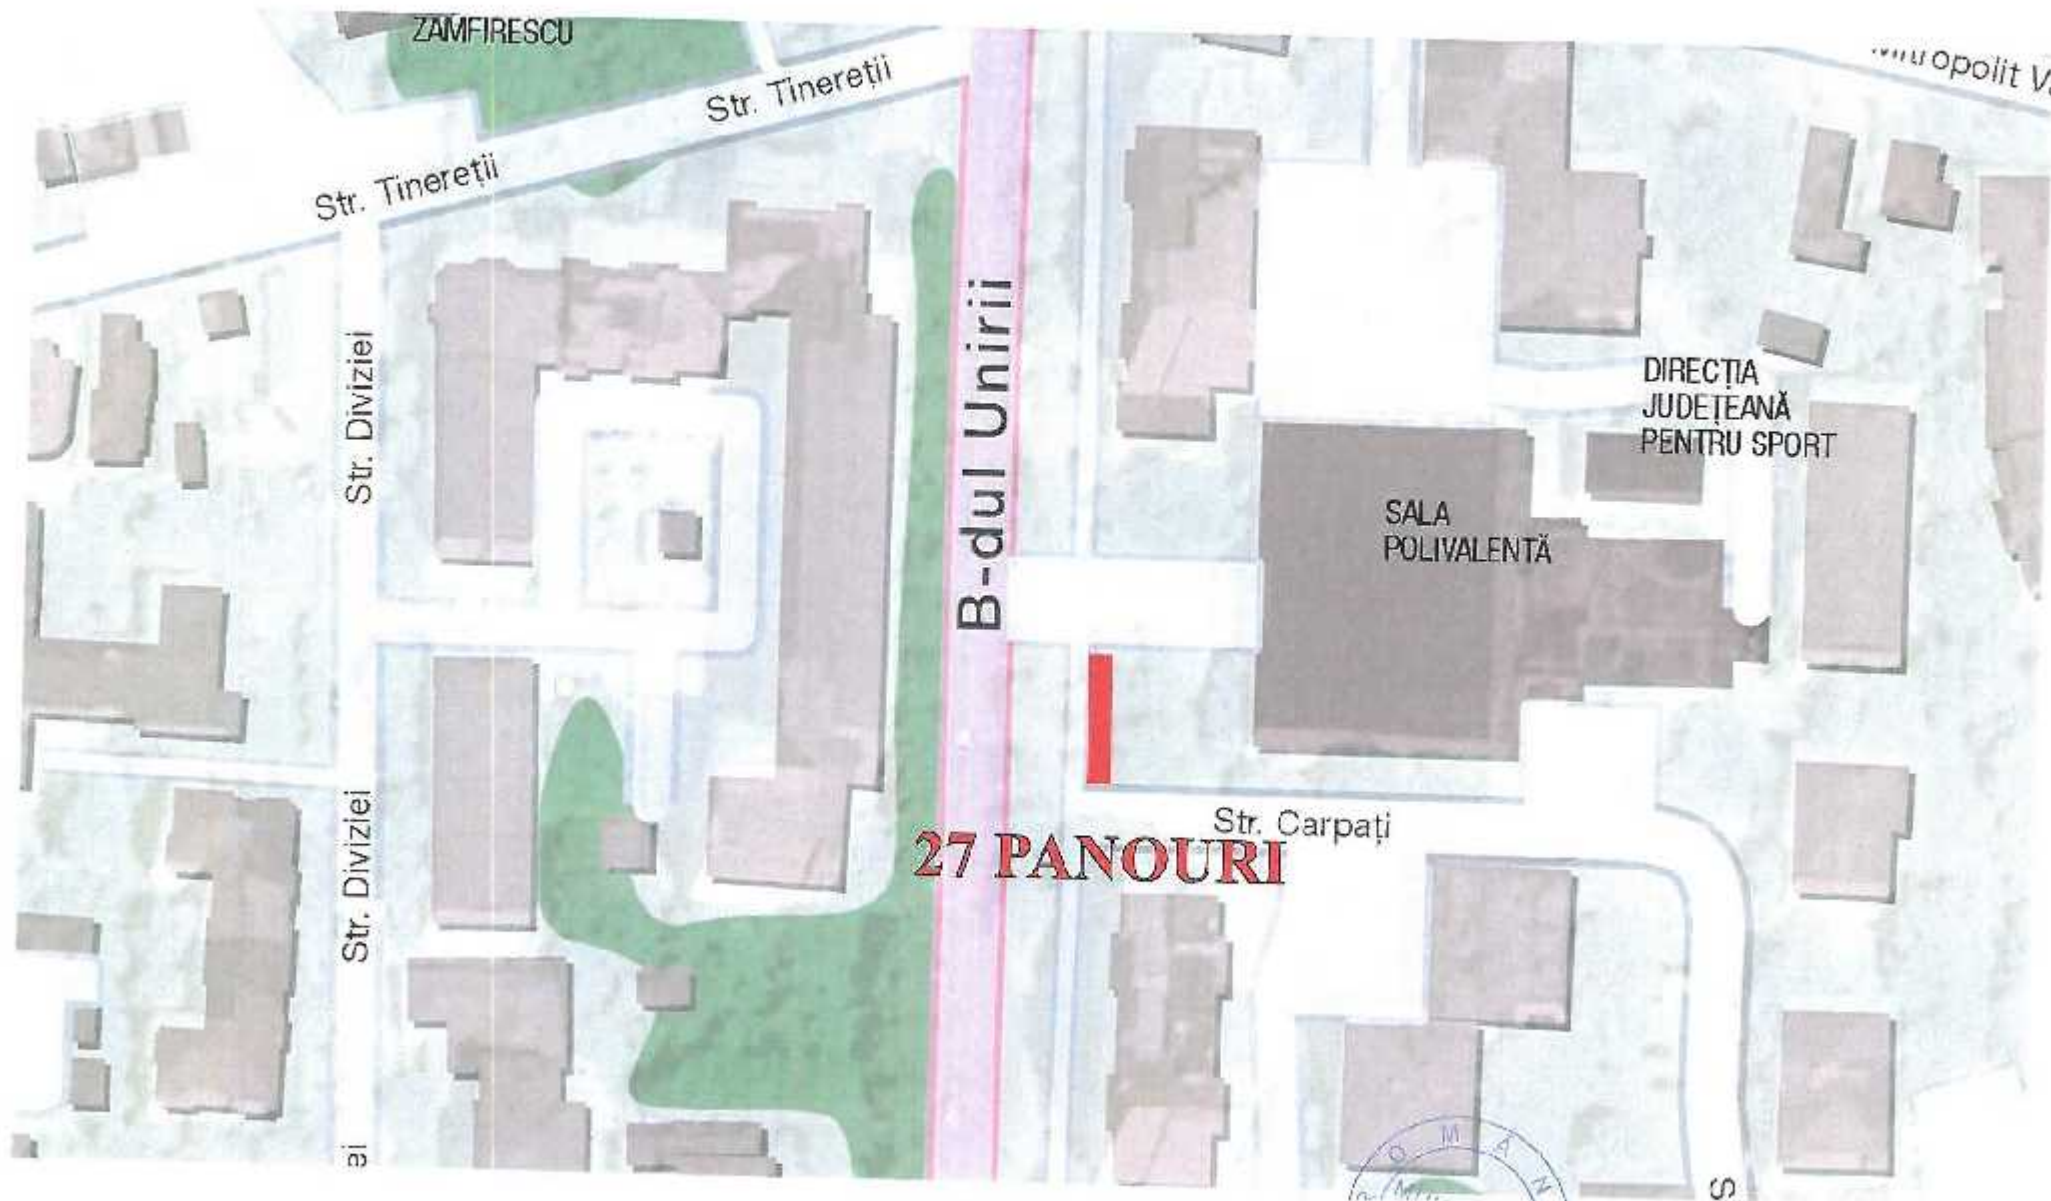 ZAMFIRESCU
Str. Tinereții
Str. Tinereții
Str. Diviziei
B-dul Unirii
DIRECȚIA
JUDEȚEANĂ
PENTRU SPORT
SALA
POLIVALENTĂ
Str. Diviziei
Str. Carpați
27 PANOURI